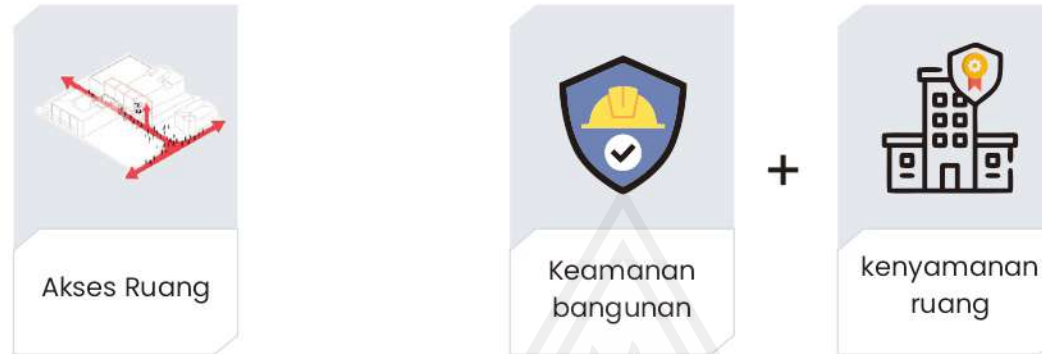 Akses Ruang
Keamanan
bangunan
+
kenyamanan
ruang